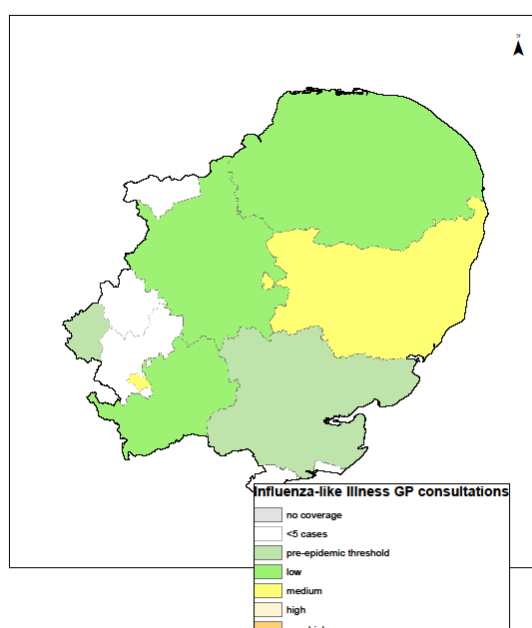 N
Influenza-like Illness GP consultations
no coverage
<5 cases
pre-epidemic threshold
low
medium
high